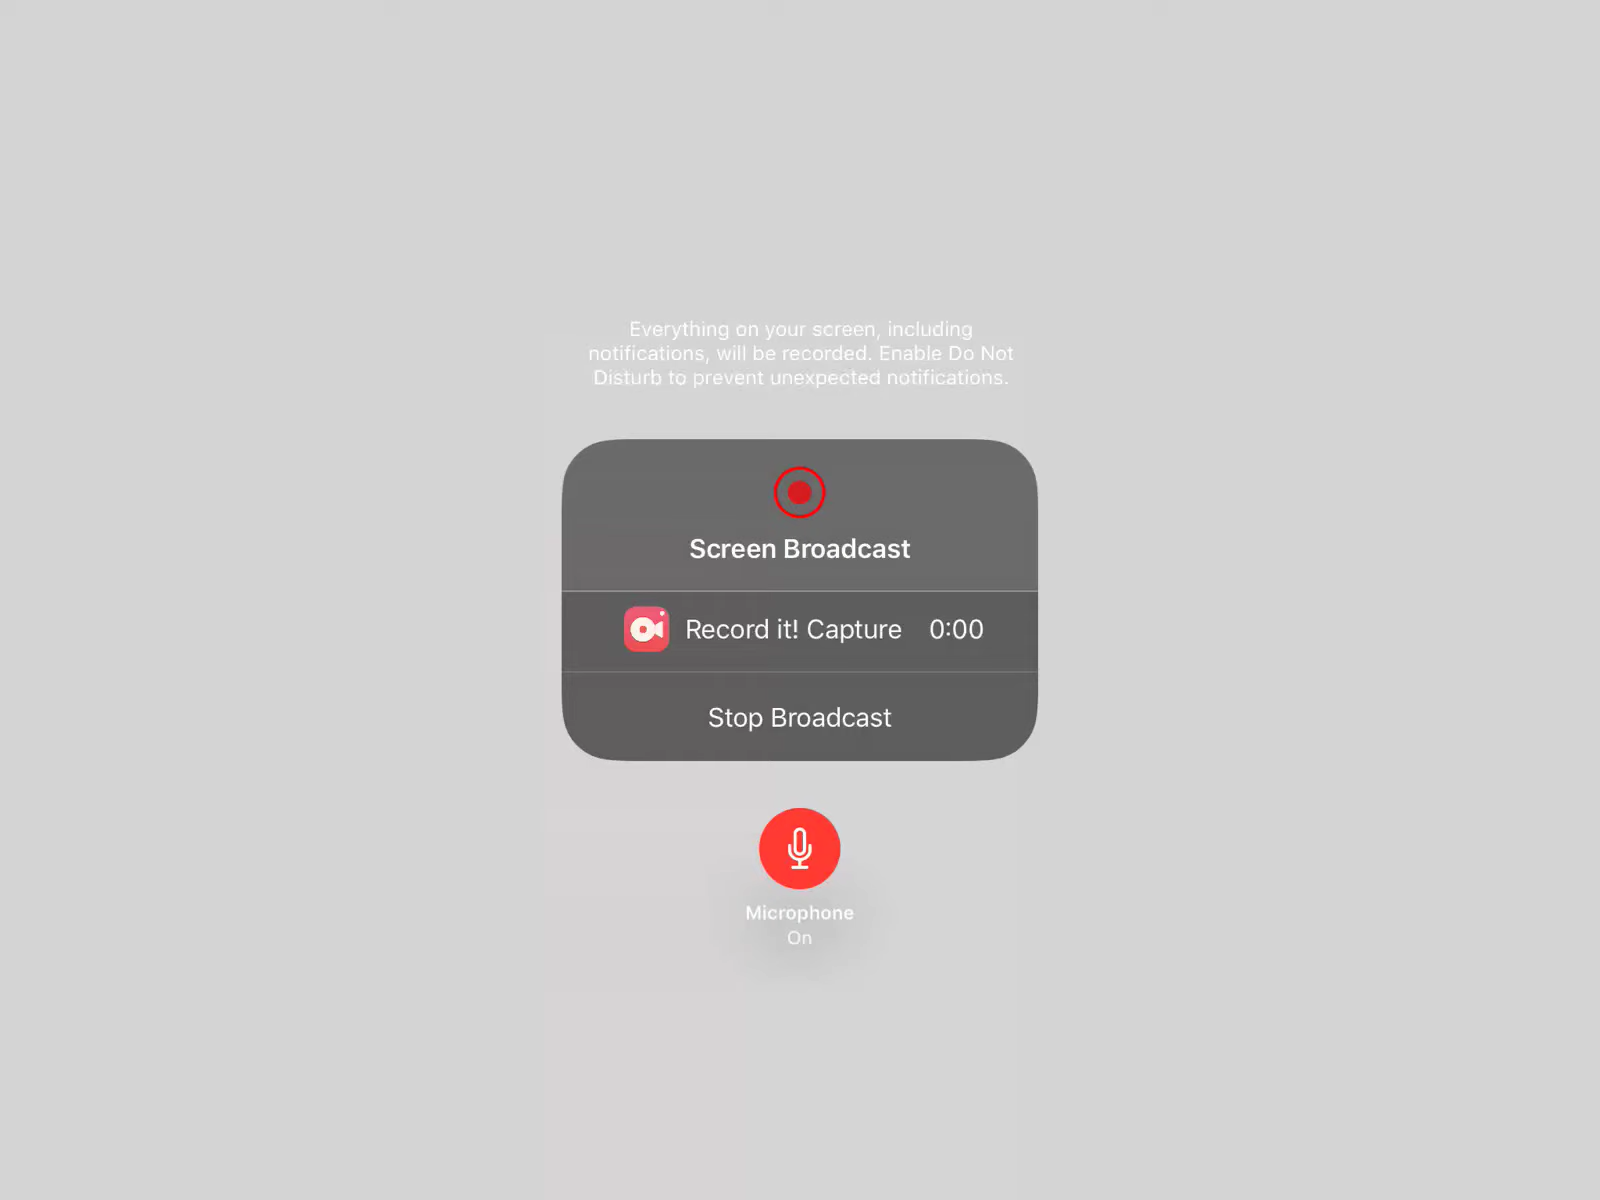 Everything on your screen, including
notifications, will be recorded. Enable Do Not
Disturb to prevent unexpected notifications.
Screen Broadcast
Record it! Capture 0:00
Stop Broadcast
Microphone
On